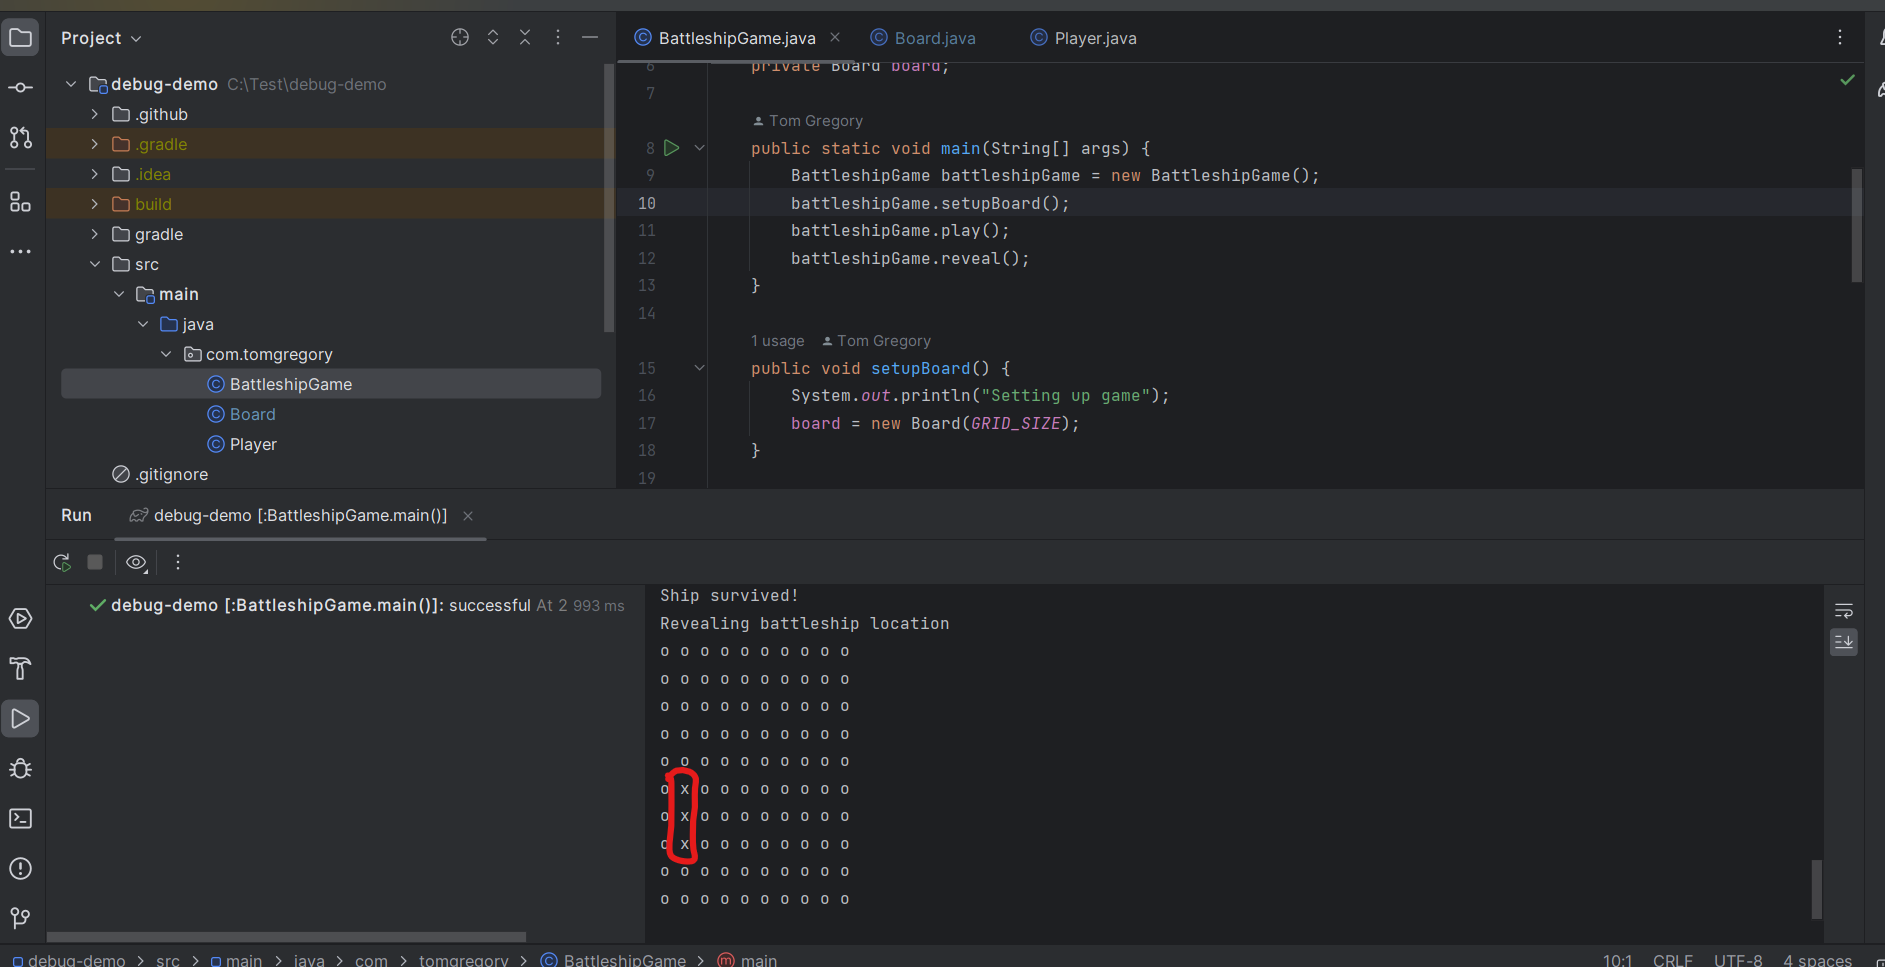 Project
debug-demo C:\Test\debug-demo
.github
.gradle
.idea
build
gradle
src
main
java
com.tomgregory
BattleshipGame
Board
Player
.gitignore
BattleshipGame.java
Board.java
Player.java
6 private Board board;
7
Tom Gregory
8 public static void main(String[] args) {
9 BattleshipGame battleshipGame = new BattleshipGame();
10 battleshipGame.setupBoard();
11 battleshipGame.play();
12 battleshipGame.reveal();
13 }
14
1 usage Tom Gregory
15 public void setupBoard() {
16 System.out.println("Setting up game");
17 board = new Board(GRID_SIZE);
18 }
19
Run debug-demo [:BattleshipGame.main()]
debug-demo [:BattleshipGame.main()]: successful At 2 993 ms
Ship survived!
Revealing battleship location
o o o o o o o o o o
o o o o o o o o o o
o o o o o o o o o o
o o o o o o o o o o
o o o o o o o o o o
o x o o o o o o o o
o x o o o o o o o o
o x o o o o o o o o
o o o o o o o o o o
o o o o o o o o o o
debug-demo > src > main > java > com > tomgregory > BattleshipGame > main
10:1 CRLF UTF-8 4 spaces